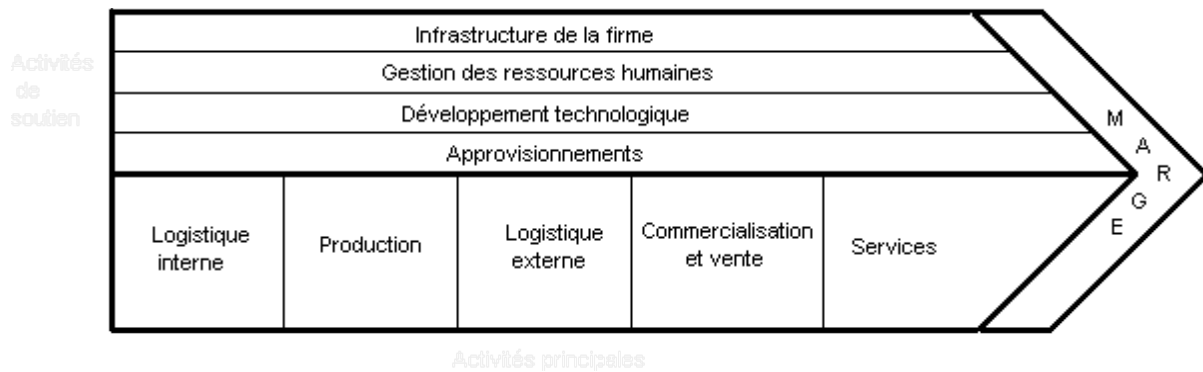 Infrastructure de la firme
Activités
de
soutien
Gestion des ressources humaines
Développement technologique
Approvisionnements
M
A
R
G
E
Logistique
interne
Production
Logistique
externe
Commercialisation
et vente
Services
Activités principales